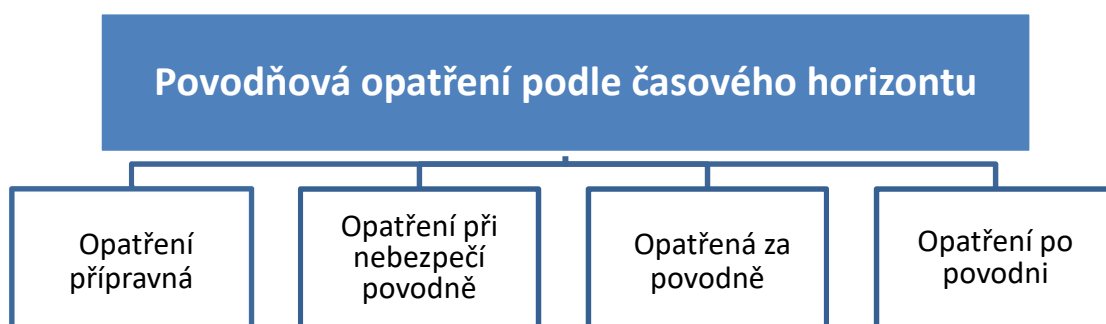 Povodňová opatření podle časového horizontu
Opatření
přípravná
Opatření při
nebezpečí
povodně
Opatřená za
povodně
Opatření po
povodni